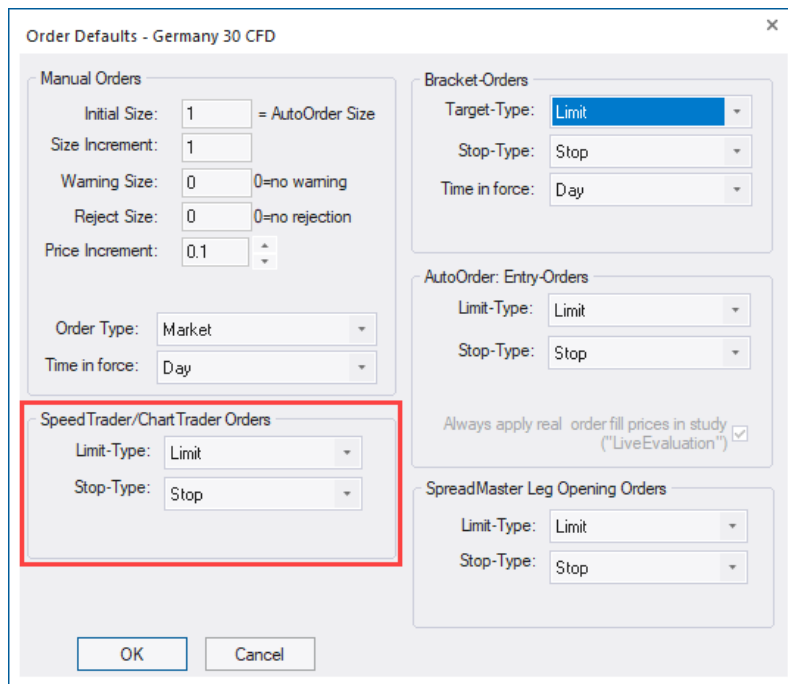 Order Defaults - Germany 30 CFD
Manual Orders
Initial Size: 1 = AutoOrder Size
Size Increment: 1
Warning Size: 0 0=no warning
Reject Size: 0 0=no rejection
Price Increment: 0.1
Order Type: Market
Time in force: Day
SpeedTrader/ChartTrader Orders
Limit-Type: Limit
Stop-Type: Stop
Bracket-Orders
Target-Type: Limit
Stop-Type: Stop
Time in force: Day
AutoOrder: Entry-Orders
Limit-Type: Limit
Stop-Type: Stop
Always apply real order fill prices in study
("LiveEvaluation")
SpreadMaster Leg Opening Orders
Limit-Type: Limit
Stop-Type: Stop
OK Cancel